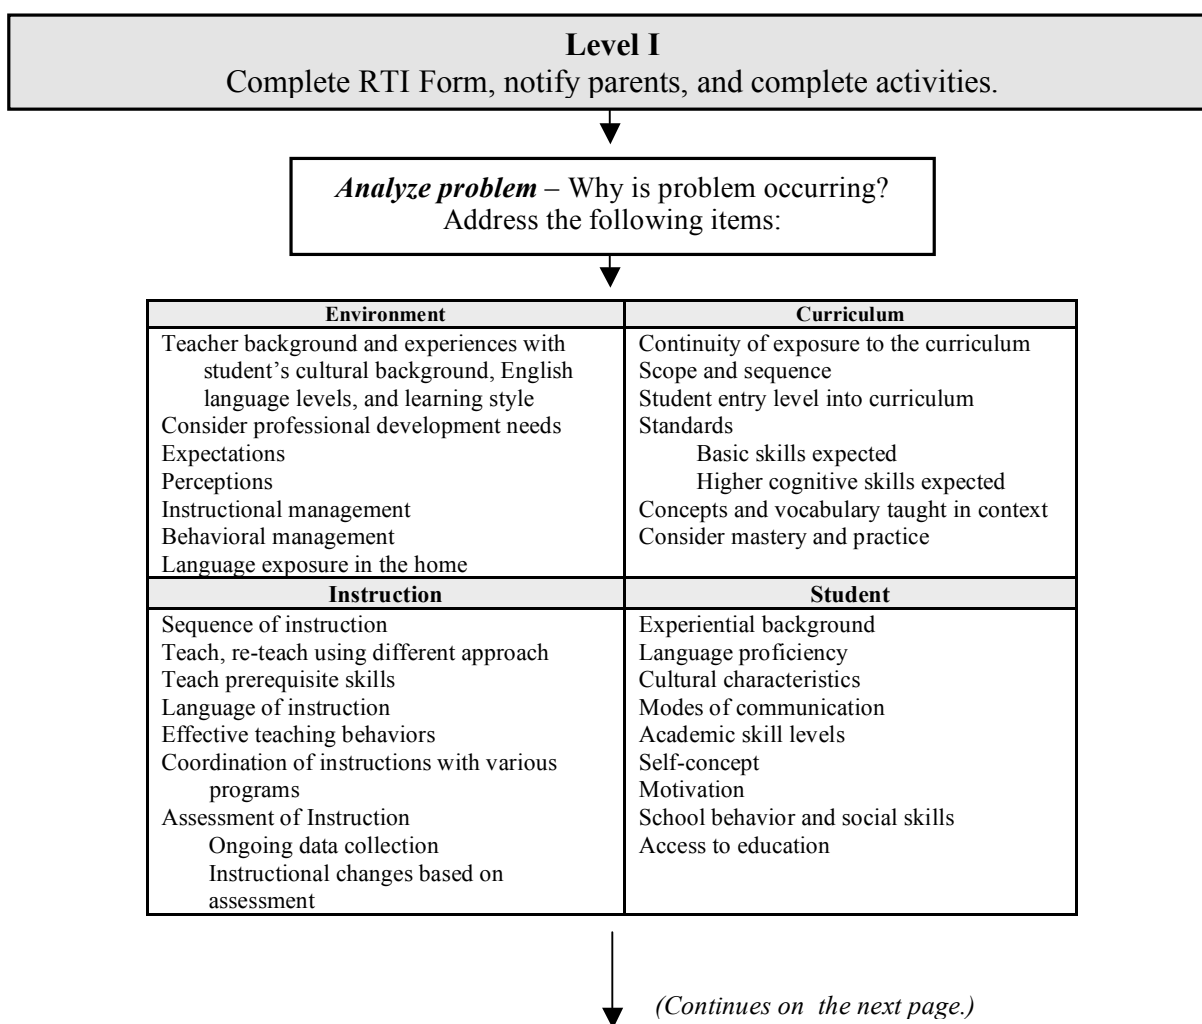 Level I
Complete RTI Form, notify parents, and complete activities.
Analyze problem – Why is problem occurring?
Address the following items:
Environment
Teacher background and experiences with
student’s cultural background, English
language levels, and learning style
Consider professional development needs
Expectations
Perceptions
Instructional management
Behavioral management
Language exposure in the home
Curriculum
Continuity of exposure to the curriculum
Scope and sequence
Student entry level into curriculum
Standards
Basic skills expected
Higher cognitive skills expected
Concepts and vocabulary taught in context
Consider mastery and practice
Instruction
Sequence of instruction
Teach, re-teach using different approach
Teach prerequisite skills
Language of instruction
Effective teaching behaviors
Coordination of instructions with various
programs
Assessment of Instruction
Ongoing data collection
Instructional changes based on
assessment
Student
Experiential background
Language proficiency
Cultural characteristics
Modes of communication
Academic skill levels
Self-concept
Motivation
School behavior and social skills
Access to education
(Continues on the next page.)